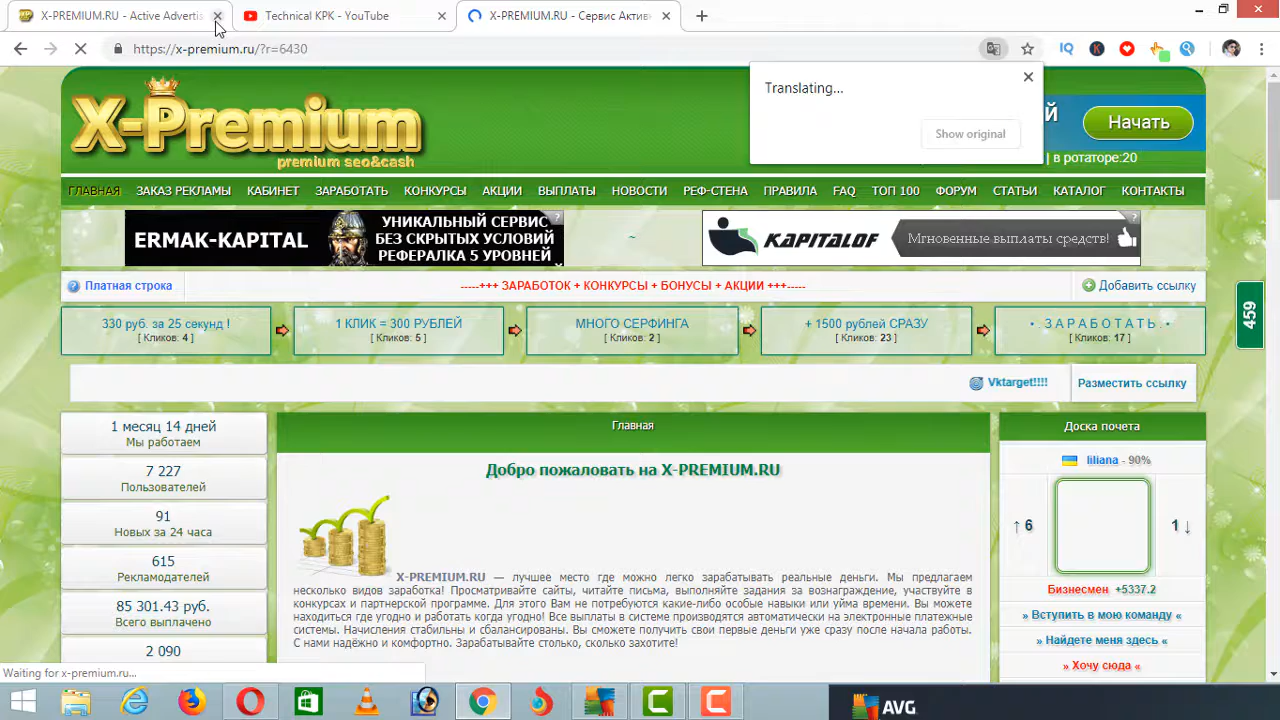 X-PREMIUM.RU - Active Advertis
Technical KPK - YouTube
X-PREMIUM.RU - Сервис Актив
https://x-premium.ru/?r=6430
Translating...
Show original
X-Premium
premium seo&cash
й
Начать
| в ротаторе:20
ГЛАВНАЯ ЗАКАЗ РЕКЛАМЫ КАБИНЕТ ЗАРАБОТАТЬ КОНКУРСЫ АКЦИИ ВЫПЛАТЫ НОВОСТИ РЕФ-СТЕНА ПРАВИЛА FAQ ТОП 100 ФОРУМ СТАТЬИ КАТАЛОГ КОНТАКТЫ
ERMAK-KAPITAL
УНИКАЛЬНЫЙ СЕРВИС
БЕЗ СКРЫТЫХ УСЛОВИЙ
РЕФЕРАЛКА 5 УРОВНЕЙ
~
KAPITALOF
Мгновенные выплаты средств!
Платная строка
-----+++ ЗАРАБОТОК + КОНКУРСЫ + БОНУСЫ + АКЦИИ +++-----
Добавить ссылку
459
330 руб. за 25 секунд !
[ Кликов: 4 ]
1 КЛИК = 300 РУБЛЕЙ
[ Кликов: 5 ]
МНОГО СЕРФИНГА
[ Кликов: 2 ]
+ 1500 рублей СРАЗУ
[ Кликов: 23 ]
• . З А Р А Б О Т А Т Ь . •
[ Кликов: 17 ]
Vktarget!!!!
Разместить ссылку
1 месяц 14 дней
Мы работаем
7 227
Пользователей
91
Новых за 24 часа
615
Рекламодателей
85 301.43 руб.
Всего выплачено
2 090
Главная
Добро пожаловать на X-PREMIUM.RU
X-PREMIUM.RU — лучшее место где можно легко зарабатывать реальные деньги. Мы предлагаем
несколько видов заработка! Просматривайте сайты, читайте письма, выполняйте задания за вознаграждение, участвуйте в
конкурсах и партнерской программе. Для этого Вам не потребуются какие-либо особые навыки или уйма времени. Вы можете
находиться где угодно и работать когда угодно! Все выплаты в системе производятся автоматически на электронные платежные
системы. Начисления стабильны и сбалансированы. Вы сможете получить свои первые деньги уже сразу после начала работы.
С нами надёжно и комфортно. Зарабатывайте столько, сколько захотите!
Доска почета
liliana - 90%
↑ 6
1 ↓
Бизнесмен +5337.2
» Вступить в мою команду «
» Найдете меня здесь «
» Хочу сюда «
Waiting for x-premium.ru...
AVG